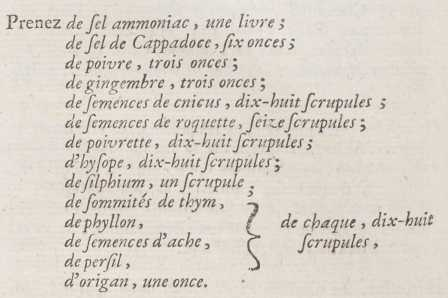 Prenez de ſel ammoniac, une livre;
de ſel de Cappadoce, ſix onces;
de poivre, trois onces;
de gingembre, trois onces;
de ſemences de cnicus, dix-huit ſcrupules;
de ſemences de roquette, ſeize ſcrupules;
de poivrette, dix-huit ſcrupules;
d'hyſope, dix-huit ſcrupules;
de ſilphium, un ſcrupule;
de ſommités de thym,
de phyllon,
de ſemences d'ache,
de perſil,
de chaque, dix-huit
ſcrupules,
d'origan, une once.